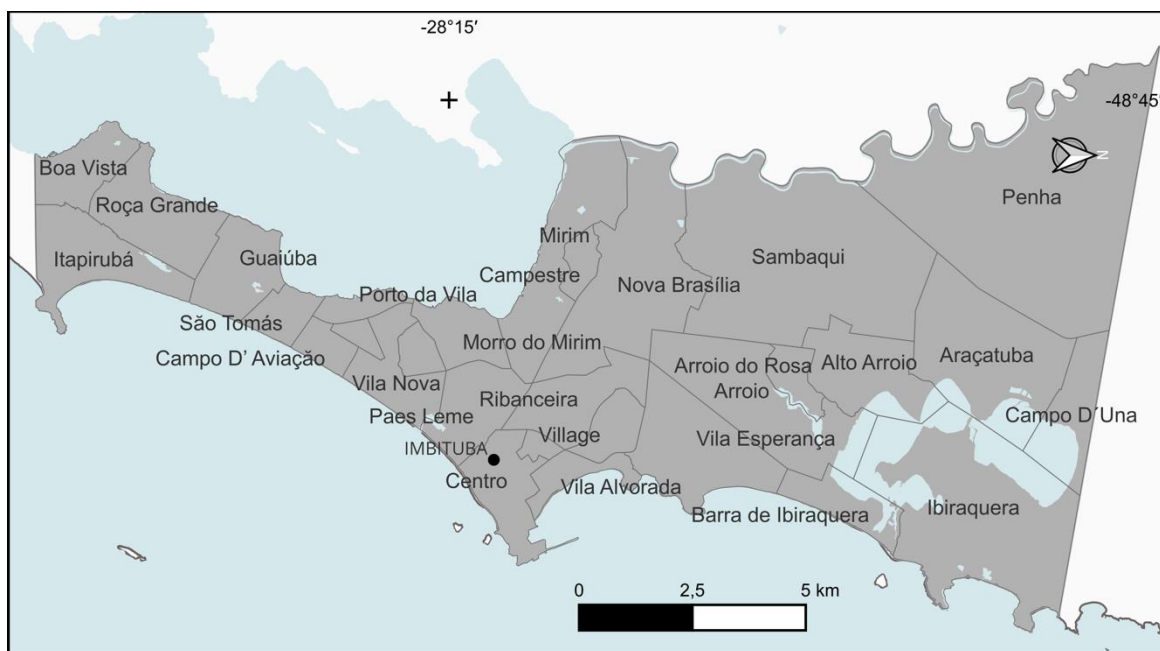 -28°15′
-48°45′
N
Boa Vista
Penha
Roça Grande
Mirim
Itapirubá
Guaiúba
Sambaqui
Campestre
Nova Brasília
Porto da Vila
São Tomás
Morro do Mirim
Campo D' Aviação
Arroio do Rosa
Alto Arroio
Araçatuba
Vila Nova
Arroio
Ribanceira
Paes Leme
Campo D´Una
Village
Vila Esperança
IMBITUBA
Centro
Vila Alvorada
Barra de Ibiraquera
Ibiraquera
0
2,5
5 km